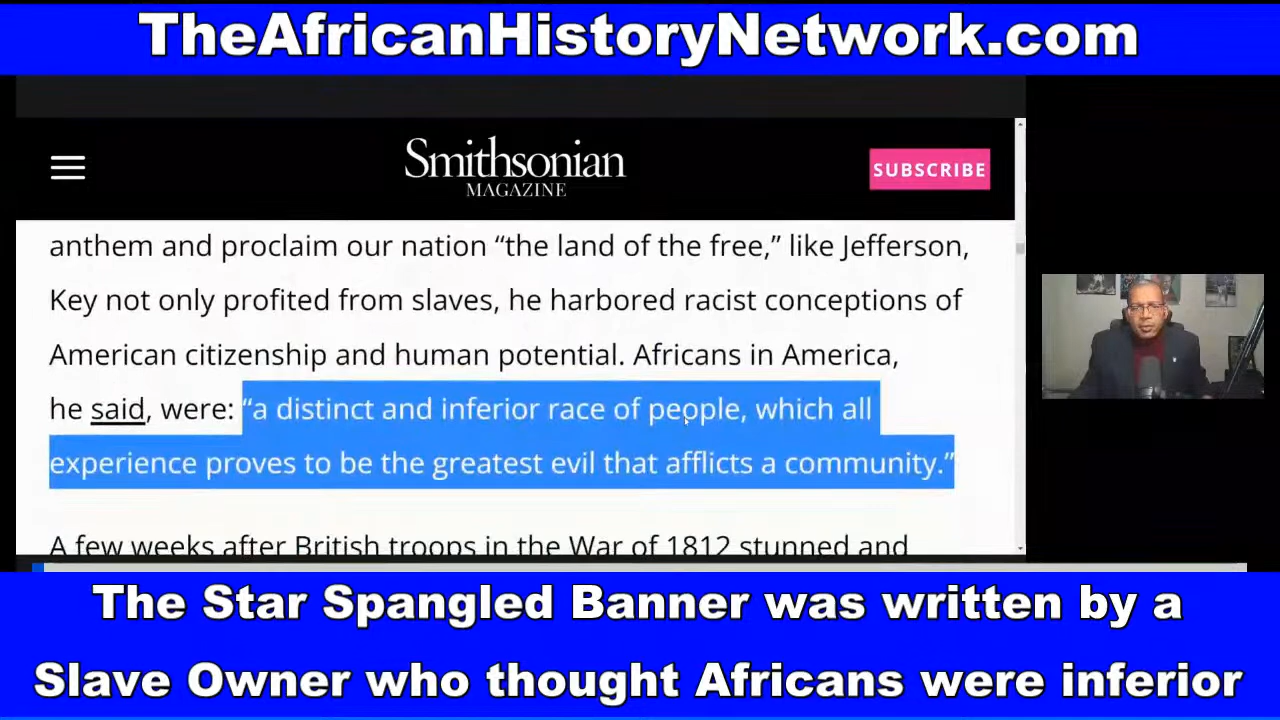 TheAfricanHistoryNetwork.com
Smithsonian
MAGAZINE
SUBSCRIBE
anthem and proclaim our nation “the land of the free,” like Jefferson,
Key not only profited from slaves, he harbored racist conceptions of
American citizenship and human potential. Africans in America,
he said, were: “a distinct and inferior race of people, which all
experience proves to be the greatest evil that afflicts a community.”
A few weeks after British troops in the War of 1812 stunned and
The Star Spangled Banner was written by a
Slave Owner who thought Africans were inferior